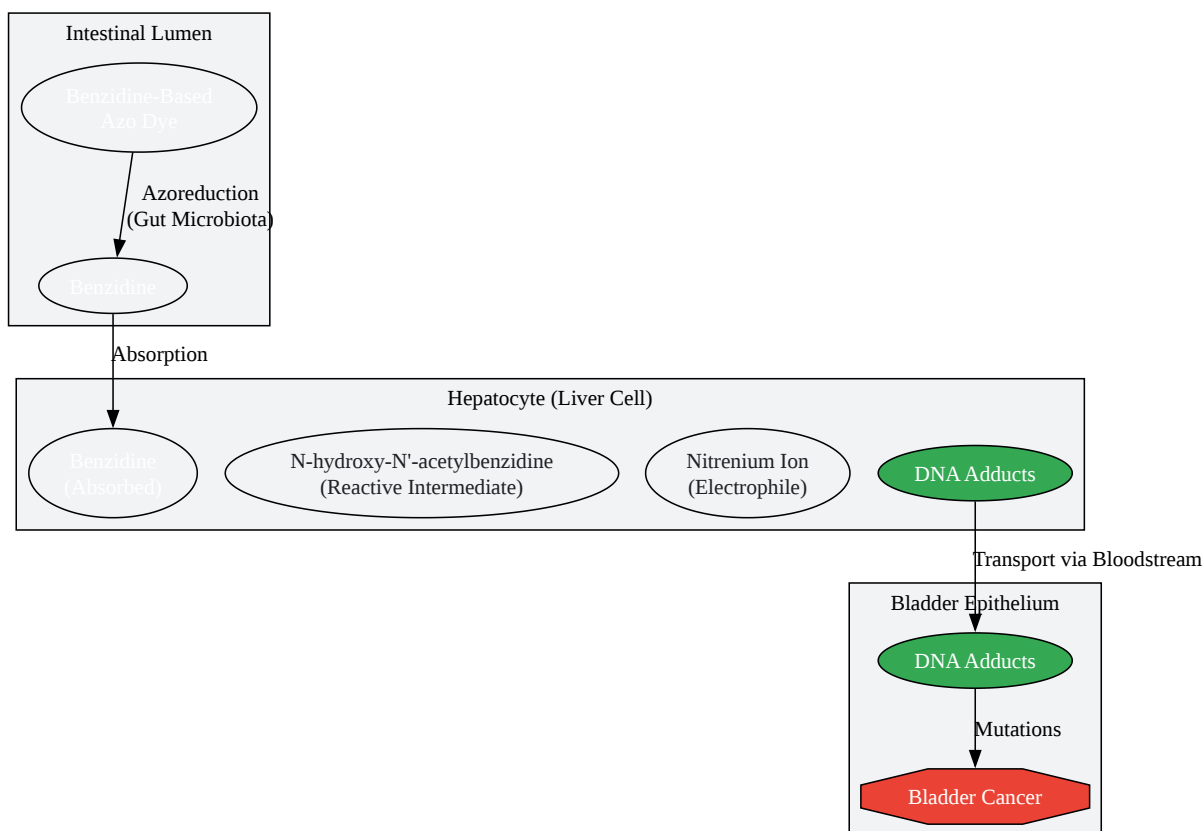 Intestinal Lumen
Benzidine-Based
Azo Dye
Azoreduction
(Gut Microbiota)
Benzidine
Absorption
Hepatocyte (Liver Cell)
Benzidine
(Absorbed)
N-hydroxy-N'-acetylbenzidine
(Reactive Intermediate)
Nitrenium Ion
(Electrophile)
DNA Adducts
Transport via Bloodstream
Bladder Epithelium
DNA Adducts
Mutations
Bladder Cancer